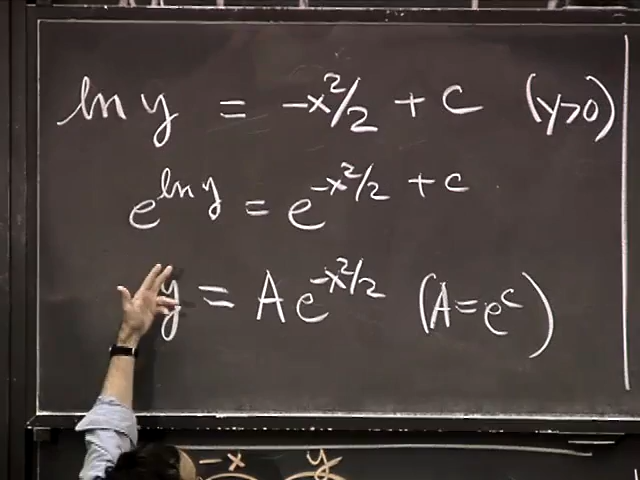 ln y = -x²/2 + c (y>0)
e^{ln y} = e^{-x²/2 + c}
y = Ae^{-x²/2} (A=e^c)
-x y